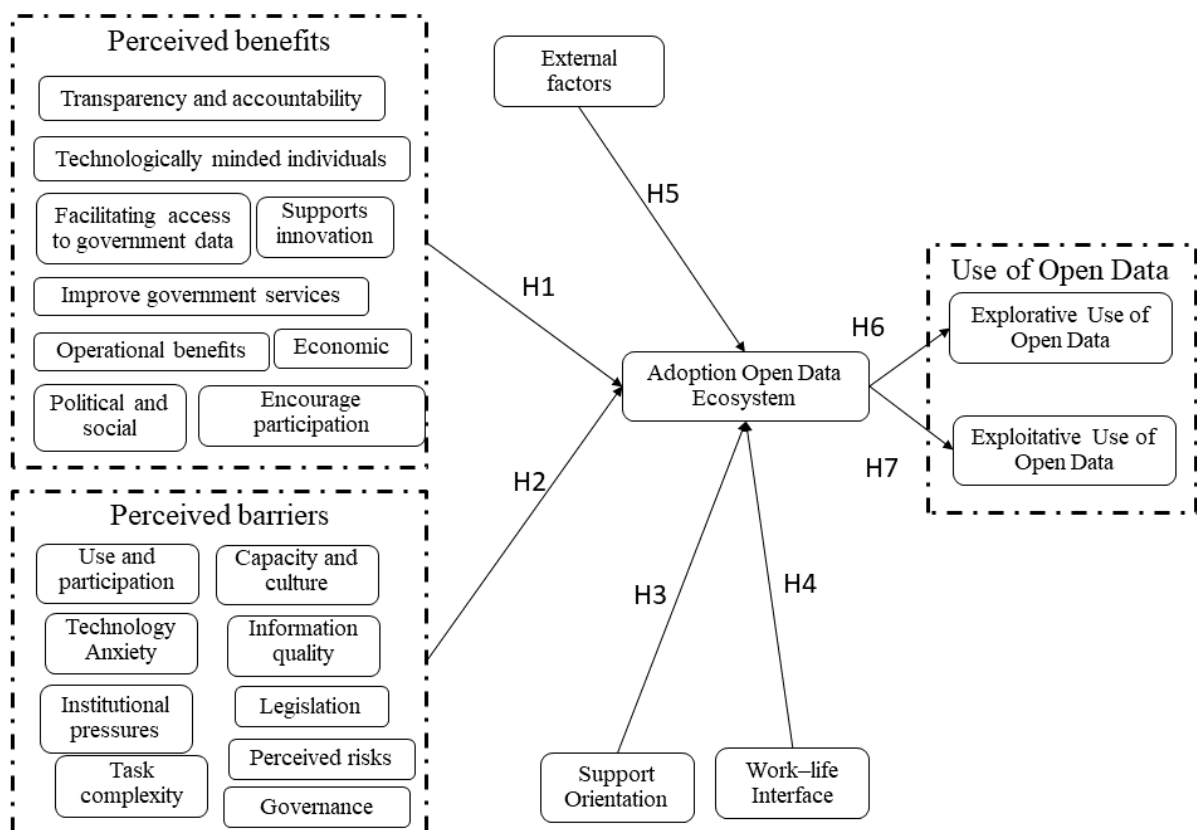 Perceived benefits
Transparency and accountability
Technologically minded individuals
Facilitating access
to government data
Supports
innovation
Improve government services
Operational benefits
Economic
Political and
social
Encourage
participation
Perceived barriers
Use and
participation
Capacity and
culture
Technology
Anxiety
Information
quality
Institutional
pressures
Legislation
Task
complexity
Perceived risks
Governance
External
factors
H5
H1
H2
Adoption Open Data
Ecosystem
H3
H4
Support
Orientation
Work–life
Interface
H6
H7
Use of Open Data
Explorative Use of
Open Data
Exploitative Use of
Open Data